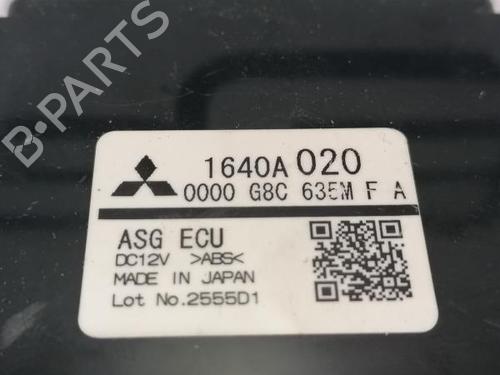 B-PARTS
1640A 020
0000 G8C 635M F A
ASG ECU
DC12V >ABS<
MADE IN JAPAN
Lot No.2555D1